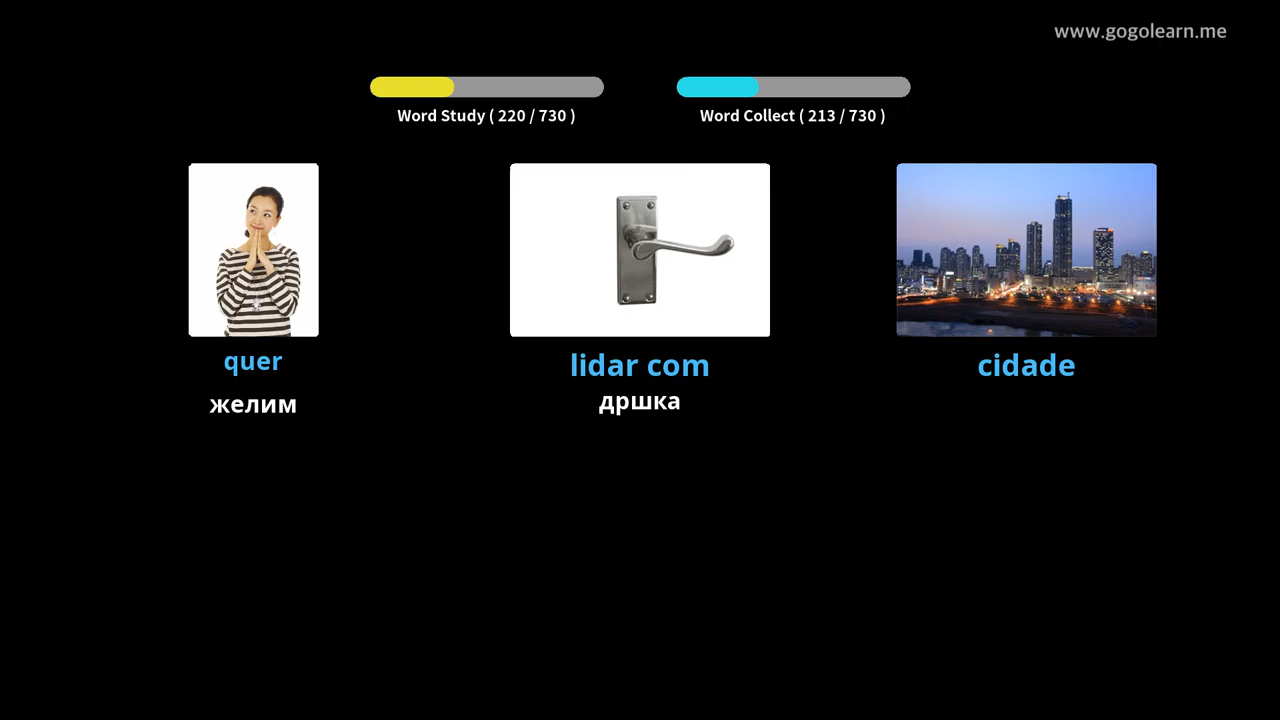 www.gogolearn.me
Word Study ( 220 / 730 )
Word Collect ( 213 / 730 )
quer
желим
lidar com
дршка
cidade